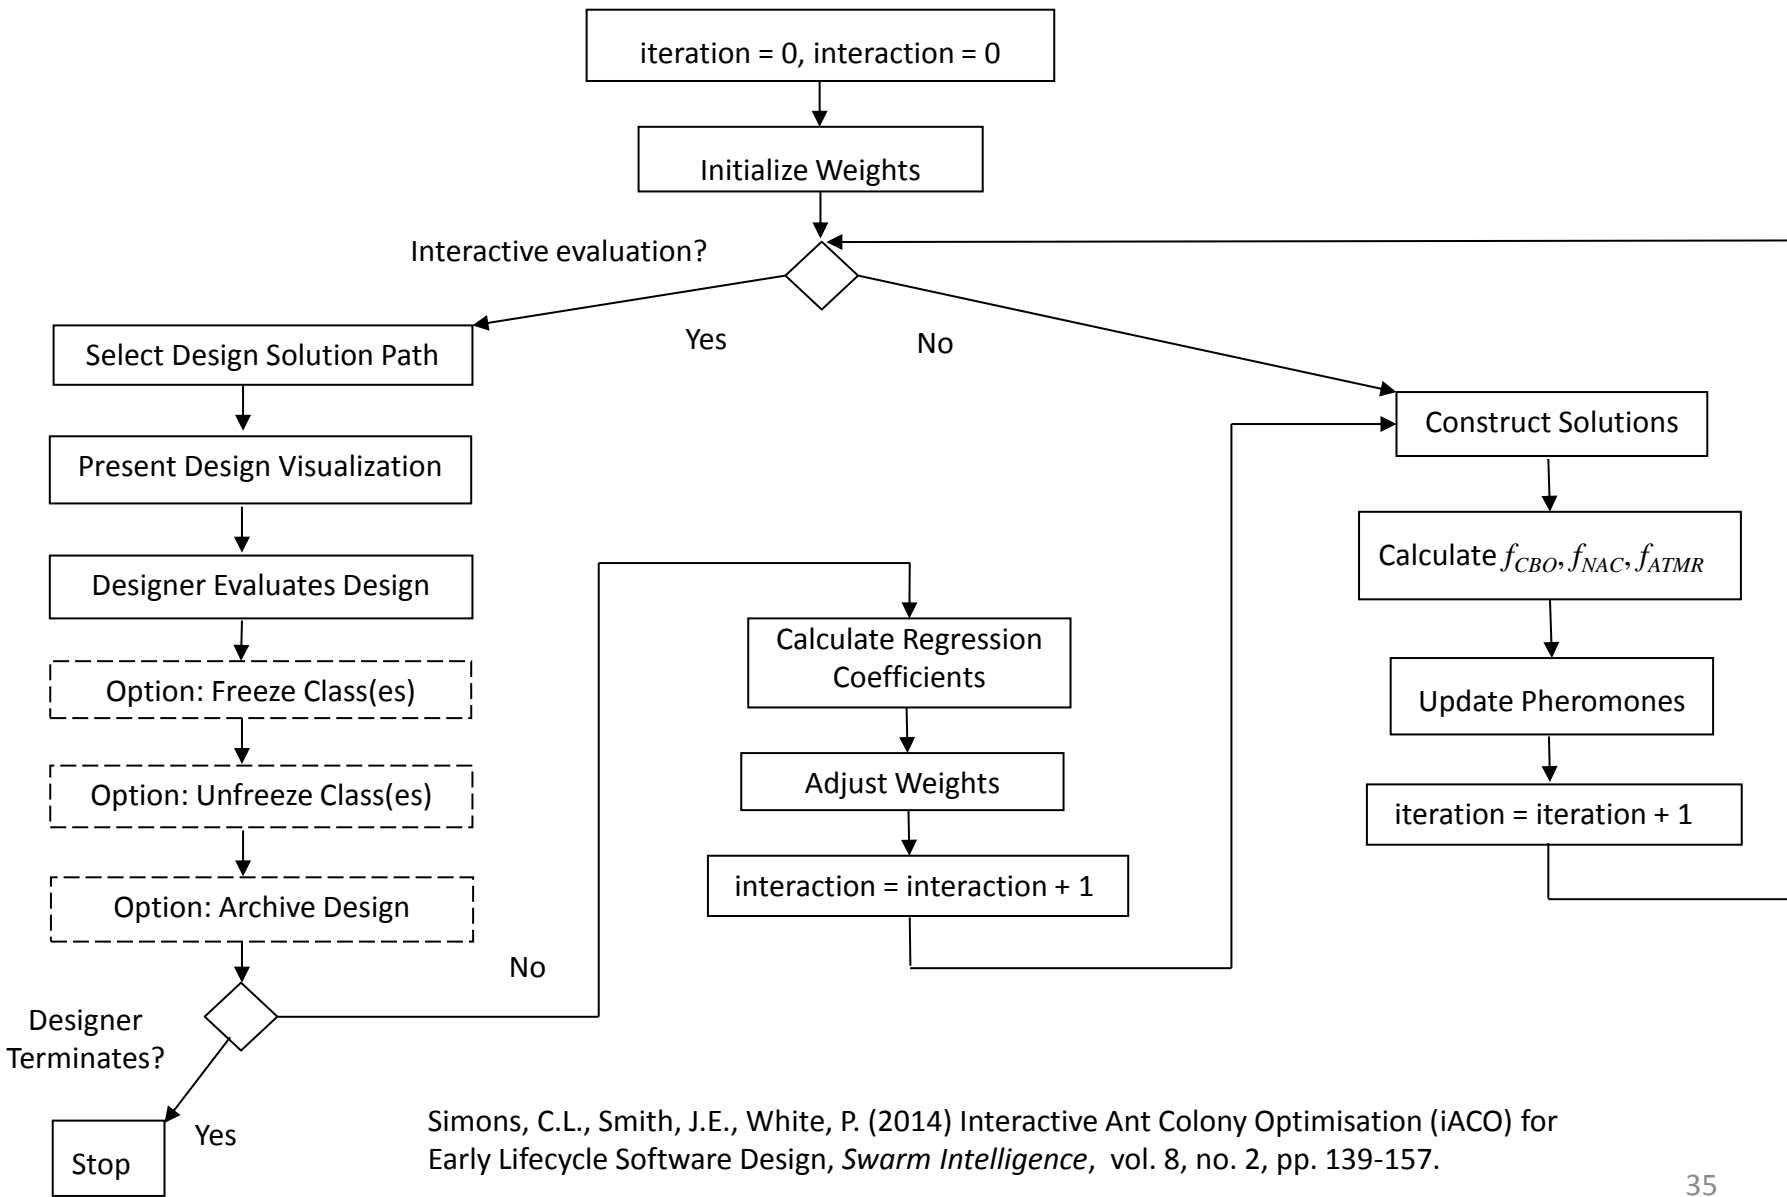 iteration = 0, interaction = 0
Initialize Weights
Interactive evaluation?
Yes
No
Select Design Solution Path
Present Design Visualization
Designer Evaluates Design
Option: Freeze Class(es)
Option: Unfreeze Class(es)
Option: Archive Design
Designer
Terminates?
No
Yes
Stop
Calculate Regression
Coefficients
Adjust Weights
interaction = interaction + 1
Construct Solutions
Calculate fCBO, fNAC, fATMR
Update Pheromones
iteration = iteration + 1
Simons, C.L., Smith, J.E., White, P. (2014) Interactive Ant Colony Optimisation (iACO) for
Early Lifecycle Software Design, Swarm Intelligence, vol. 8, no. 2, pp. 139-157.
35